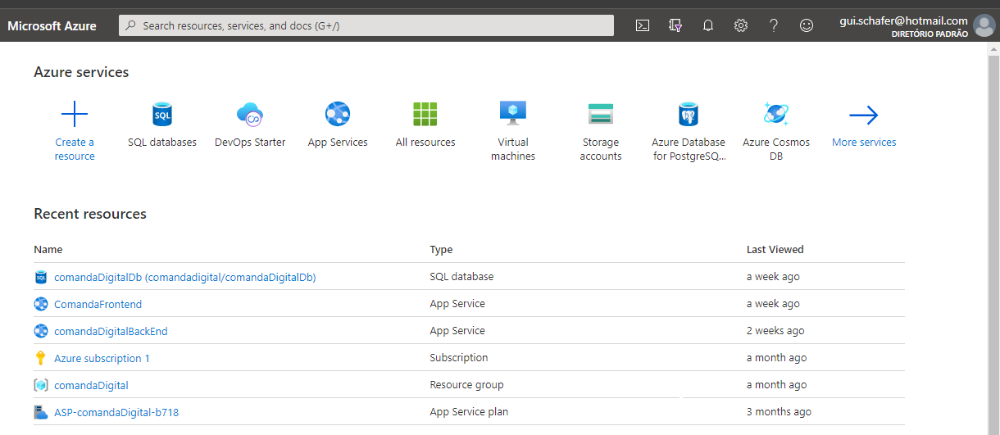 Microsoft Azure
Search resources, services, and docs (G+/)
gui.schafer@hotmail.com
DIRETÓRIO PADRÃO
Azure services
Create a
resource
SQL
SQL databases
DevOps Starter
App Services
All resources
Virtual
machines
Storage
accounts
Azure Database
for PostgreSQ...
Azure Cosmos
DB
More services
Recent resources
Name Type Last Viewed
SQL comandaDigitalDb (comandadigital/comandaDigitalDb) SQL database a week ago
ComandaFrontend App Service a week ago
comandaDigitalBackEnd App Service 2 weeks ago
Azure subscription 1 Subscription a month ago
comandaDigital Resource group a month ago
ASP-comandaDigital-b718 App Service plan 3 months ago